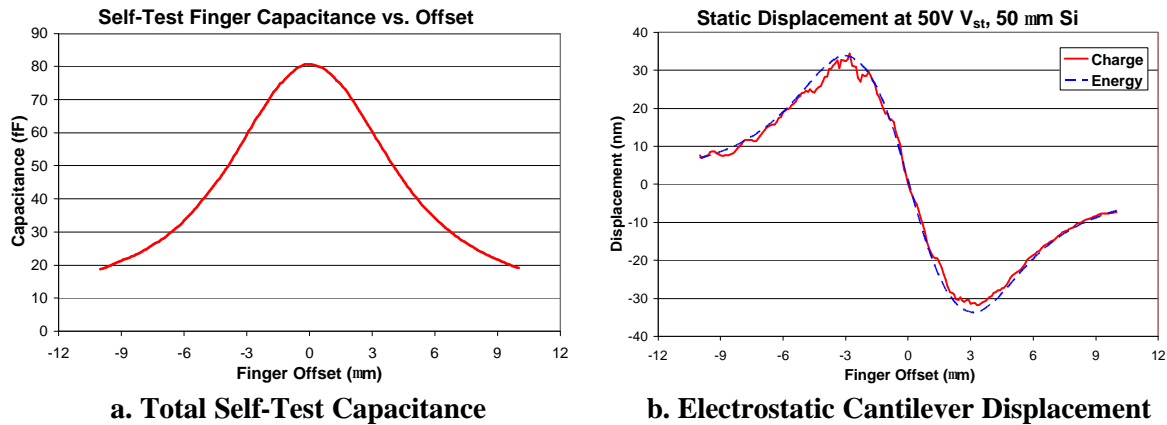 Self-Test Finger Capacitance vs. Offset
90
80
70
60
50
40
30
20
10
0
Capacitance (fF)
-12 -9 -6 -3 0 3 6 9 12
Finger Offset (mm)
a. Total Self-Test Capacitance
Static Displacement at 50V Vst, 50 mm Si
40
30
20
10
0
-10
-20
-30
-40
Displacement (nm)
Charge
Energy
-12 -9 -6 -3 0 3 6 9 12
Finger Offset (mm)
b. Electrostatic Cantilever Displacement